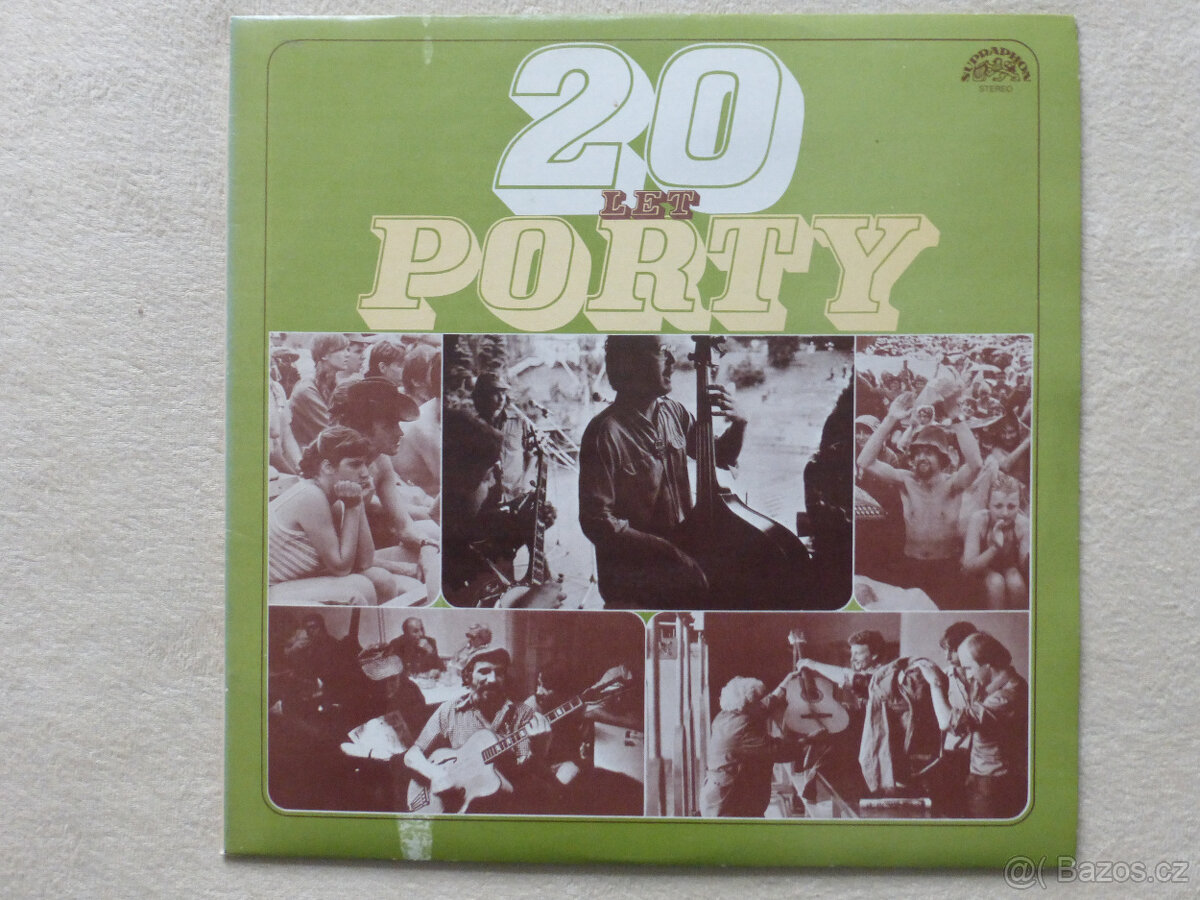 SUPRAPHON
STEREO
20
LET
PORTY
@( Bazos.cz